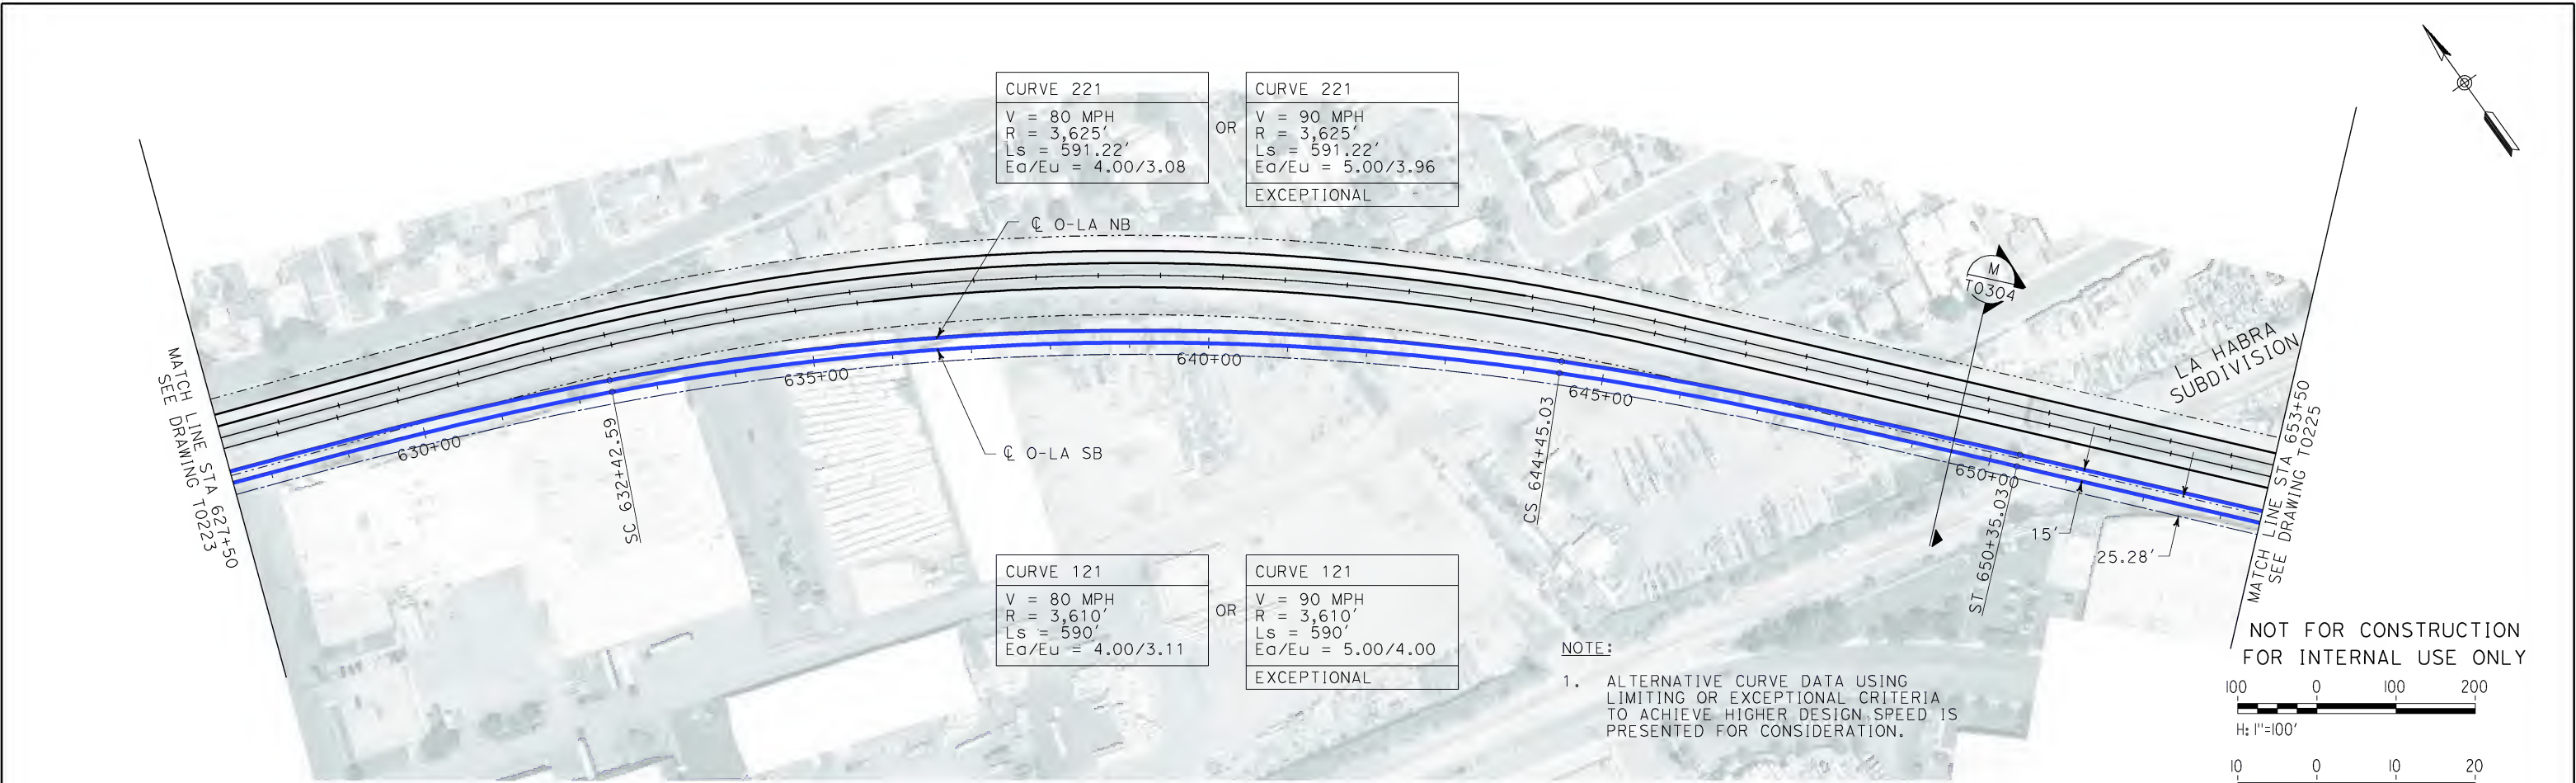 CURVE 221
V = 80 MPH
R = 3,625'
Ls = 591.22'
Ea/Eu = 4.00/3.08
OR
CURVE 221
V = 90 MPH
R = 3,625'
Ls = 591.22'
Ea/Eu = 5.00/3.96
EXCEPTIONAL
℄ O-LA NB
M
T0304
LA HABRA
SUBDIVISION
MATCH LINE STA 627+50
SEE DRAWING T0223
630+00
635+00
640+00
645+00
650+00
SC 632+42.59
℄ O-LA SB
CS 644+45.03
ST 650+35.03
15'
25.28'
MATCH LINE STA 653+50
SEE DRAWING T0225
CURVE 121
V = 80 MPH
R = 3,610'
Ls = 590'
Ea/Eu = 4.00/3.11
OR
CURVE 121
V = 90 MPH
R = 3,610'
Ls = 590'
Ea/Eu = 5.00/4.00
EXCEPTIONAL
NOTE:
1. ALTERNATIVE CURVE DATA USING
LIMITING OR EXCEPTIONAL CRITERIA
TO ACHIEVE HIGHER DESIGN SPEED IS
PRESENTED FOR CONSIDERATION.
NOT FOR CONSTRUCTION
FOR INTERNAL USE ONLY
100 0 100 200
H: 1"=100'
10 0 10 20